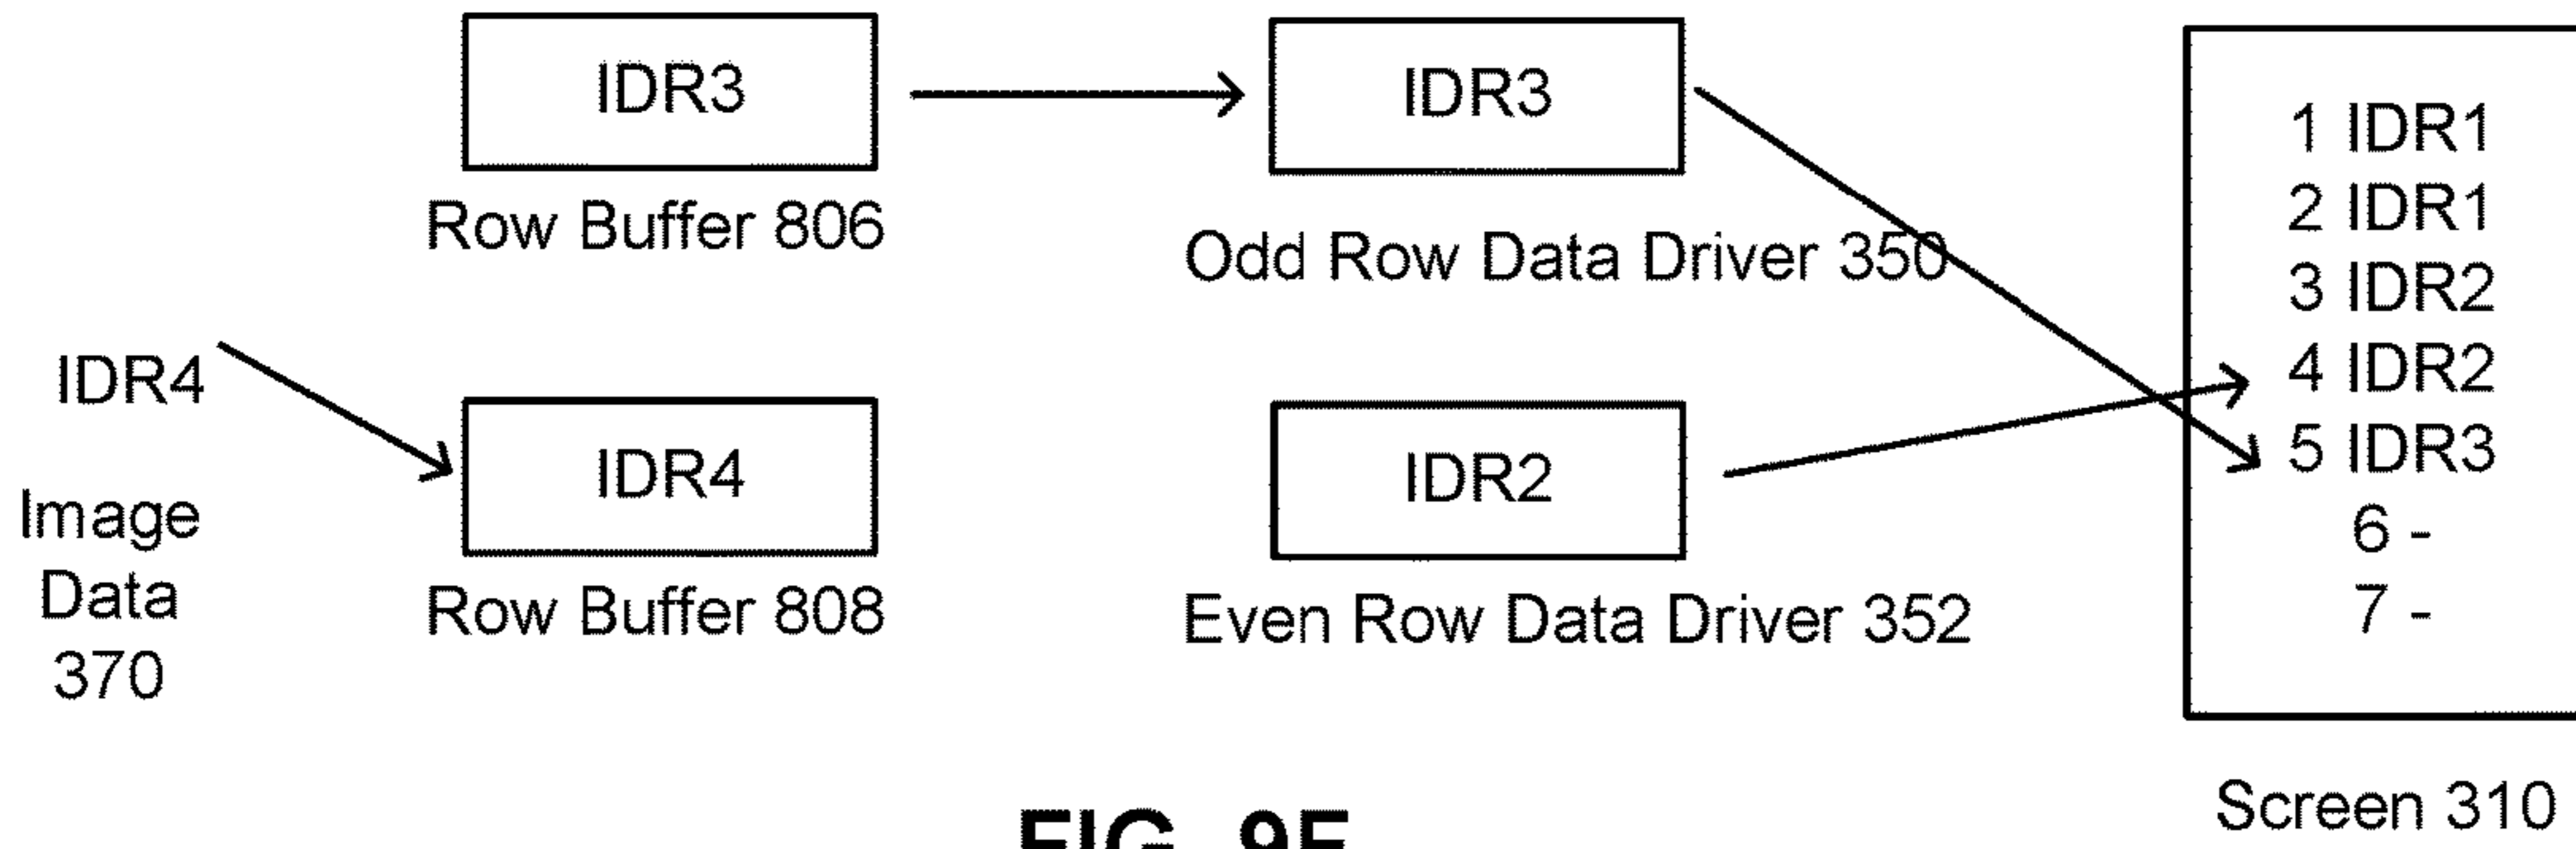 IDR3
Row Buffer 806
IDR3
Odd Row Data Driver 350
IDR4
Image
Data
370
IDR4
Row Buffer 808
IDR2
Even Row Data Driver 352
1 IDR1
2 IDR1
3 IDR2
4 IDR2
5 IDR3
6 -
7 -
Screen 310